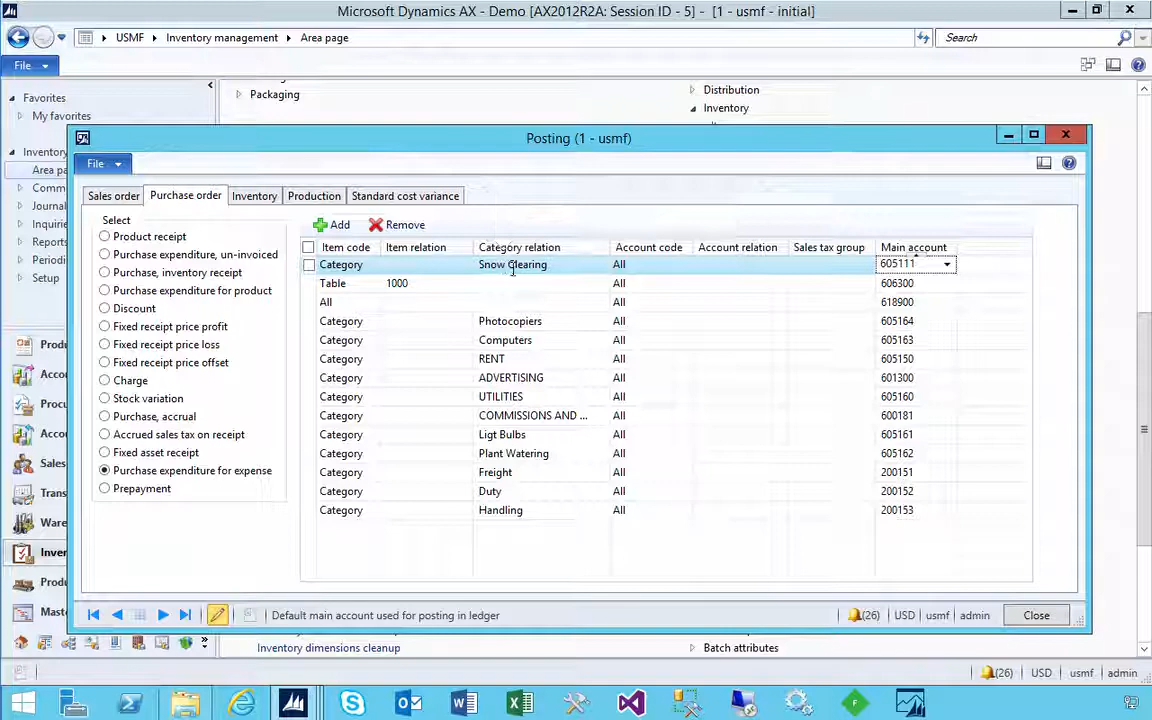 Microsoft Dynamics AX - Demo [AX2012R2A: Session ID - 5] - [1 - usmf - initial]
USMF Inventory management Area page
Search
File
Favorites
My favorites
Packaging
Distribution
Inventory
Inventory
Area pa
Comm
Journal
Inquirie
Reports
Periodi
Setup
Posting (1 - usmf)
File
Sales order Purchase order Inventory Production Standard cost variance
Select
Product receipt
Purchase expenditure, un-invoiced
Purchase, inventory receipt
Purchase expenditure for product
Discount
Fixed receipt price profit
Fixed receipt price loss
Fixed receipt price offset
Charge
Stock variation
Purchase, accrual
Accrued sales tax on receipt
Fixed asset receipt
Purchase expenditure for expense
Prepayment
Add Remove
Item code Item relation Category relation Account code Account relation Sales tax group Main account
Category Snow Clearing All 605111
Table 1000 All 606300
All All 618900
Category Photocopiers All 605164
Category Computers All 605163
Category RENT All 605150
Category ADVERTISING All 601300
Category UTILITIES All 605160
Category COMMISSIONS AND ... All 600181
Category Ligt Bulbs All 605161
Category Plant Watering All 605162
Category Freight All 200151
Category Duty All 200152
Category Handling All 200153
Default main account used for posting in ledger
(26) USD usmf admin Close
Produ
Accou
Procu
Accou
Sales
Trans
Ware
Inver
Produ
Maste
Inventory dimensions cleanup
Batch attributes
(26) USD usmf admin